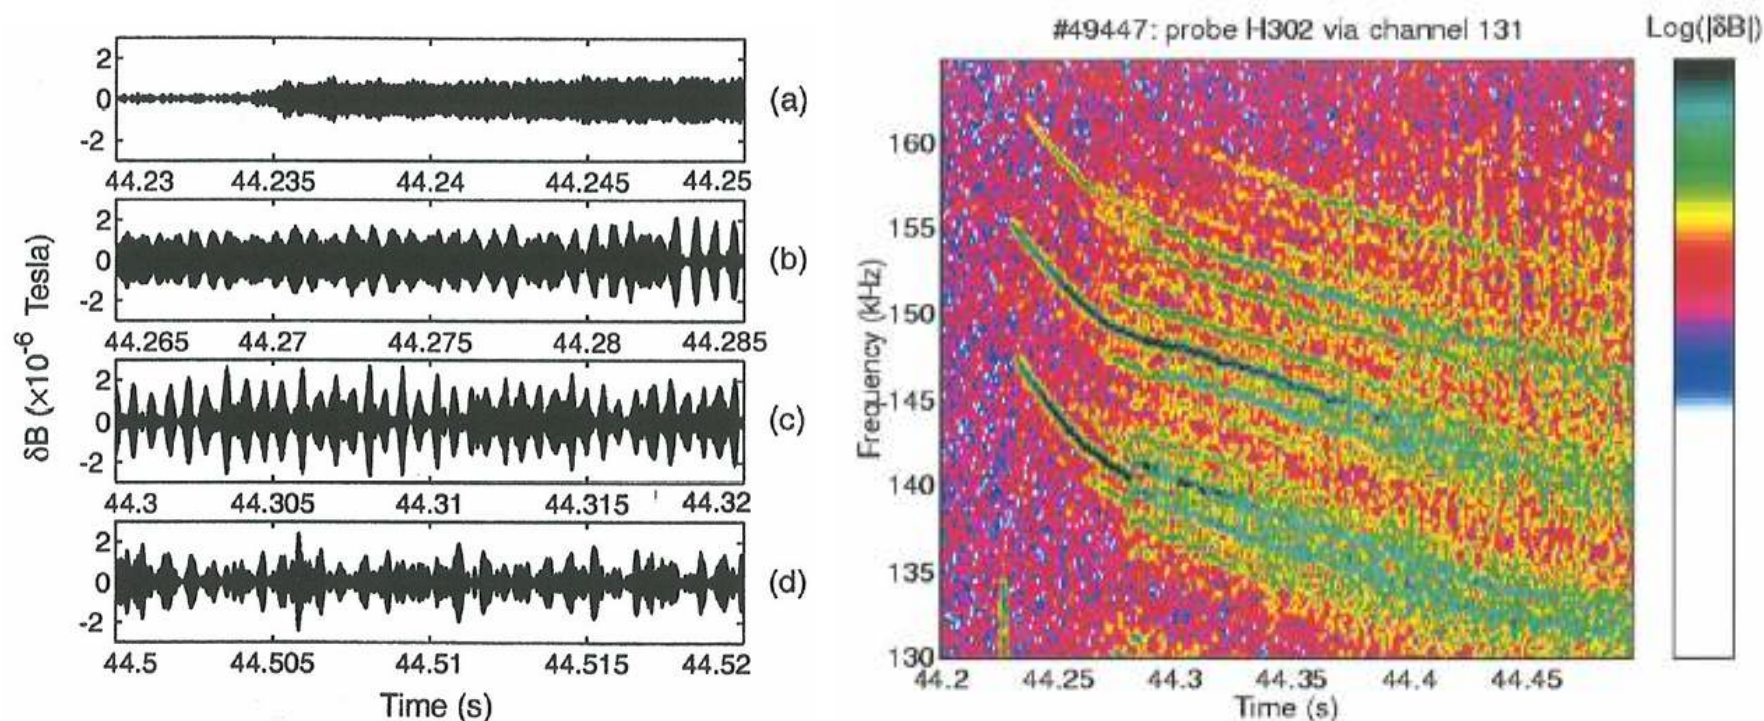 δB (×10⁻⁶ Tesla)
2
0
-2
(a)
44.23 44.235 44.24 44.245 44.25
2
0
-2
(b)
44.265 44.27 44.275 44.28 44.285
2
0
-2
(c)
44.3 44.305 44.31 44.315 44.32
2
0
-2
(d)
44.5 44.505 44.51 44.515 44.52
Time (s)
#49447: probe H302 via channel 131
Log(|δB|)
Frequency (kHz)
160
155
150
145
140
135
130
44.2 44.25 44.3 44.35 44.4 44.45
Time (s)